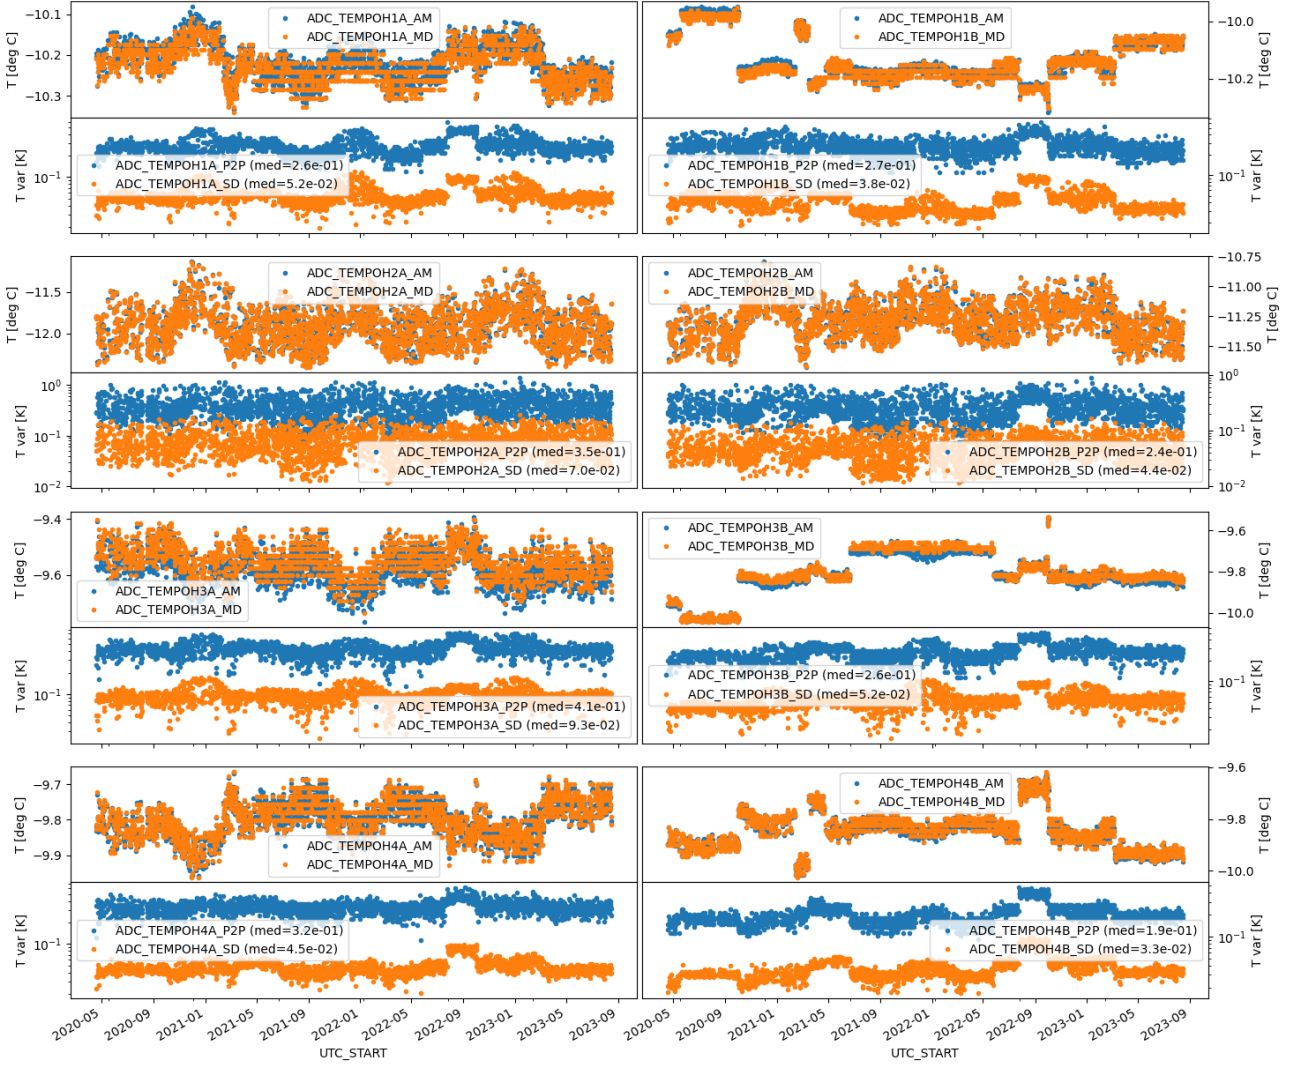 −10.1
−10.2
−10.3
T [deg C]
ADC_TEMPOH1A_AM
ADC_TEMPOH1A_MD
ADC_TEMPOH1B_AM
ADC_TEMPOH1B_MD
−10.0
−10.2
T [deg C]
10⁻¹
T var [K]
ADC_TEMPOH1A_P2P (med=2.6e-01)
ADC_TEMPOH1A_SD (med=5.2e-02)
ADC_TEMPOH1B_P2P (med=2.7e-01)
ADC_TEMPOH1B_SD (med=3.8e-02)
10⁻¹
T var [K]
−11.5
−12.0
T [deg C]
ADC_TEMPOH2A_AM
ADC_TEMPOH2A_MD
ADC_TEMPOH2B_AM
ADC_TEMPOH2B_MD
−10.75
−11.00
−11.25
−11.50
T [deg C]
10⁰
10⁻¹
10⁻²
T var [K]
ADC_TEMPOH2A_P2P (med=3.5e-01)
ADC_TEMPOH2A_SD (med=7.0e-02)
ADC_TEMPOH2B_P2P (med=2.4e-01)
ADC_TEMPOH2B_SD (med=4.4e-02)
10⁰
10⁻¹
10⁻²
T var [K]
−9.4
−9.6
T [deg C]
ADC_TEMPOH3A_AM
ADC_TEMPOH3A_MD
ADC_TEMPOH3B_AM
ADC_TEMPOH3B_MD
−9.6
−9.8
−10.0
T [deg C]
10⁻¹
T var [K]
ADC_TEMPOH3A_P2P (med=4.1e-01)
ADC_TEMPOH3A_SD (med=9.3e-02)
ADC_TEMPOH3B_P2P (med=2.6e-01)
ADC_TEMPOH3B_SD (med=5.2e-02)
10⁻¹
T var [K]
−9.7
−9.8
−9.9
T [deg C]
ADC_TEMPOH4A_AM
ADC_TEMPOH4A_MD
ADC_TEMPOH4B_AM
ADC_TEMPOH4B_MD
−9.6
−9.8
−10.0
T [deg C]
10⁻¹
T var [K]
ADC_TEMPOH4A_P2P (med=3.2e-01)
ADC_TEMPOH4A_SD (med=4.5e-02)
ADC_TEMPOH4B_P2P (med=1.9e-01)
ADC_TEMPOH4B_SD (med=3.3e-02)
10⁻¹
T var [K]
2020-05 2020-09 2021-01 2021-05 2021-09 2022-01 2022-05 2022-09 2023-01 2023-05 2023-09
UTC_START
2020-05 2020-09 2021-01 2021-05 2021-09 2022-01 2022-05 2022-09 2023-01 2023-05 2023-09
UTC_START